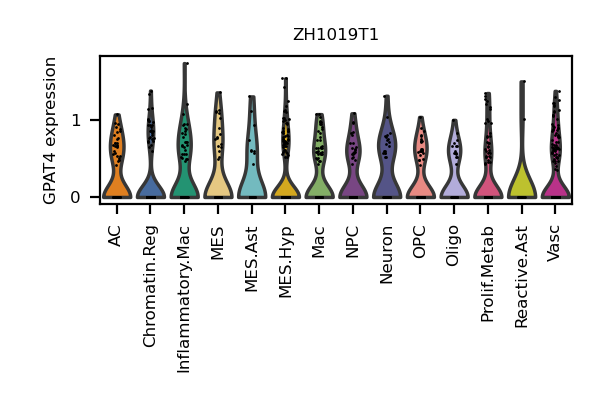 ZH1019T1
GPAT4 expression
1
0
AC
Chromatin.Reg
Inflammatory.Mac
MES
MES.Ast
MES.Hyp
Mac
NPC
Neuron
OPC
Oligo
Prolif.Metab
Reactive.Ast
Vasc